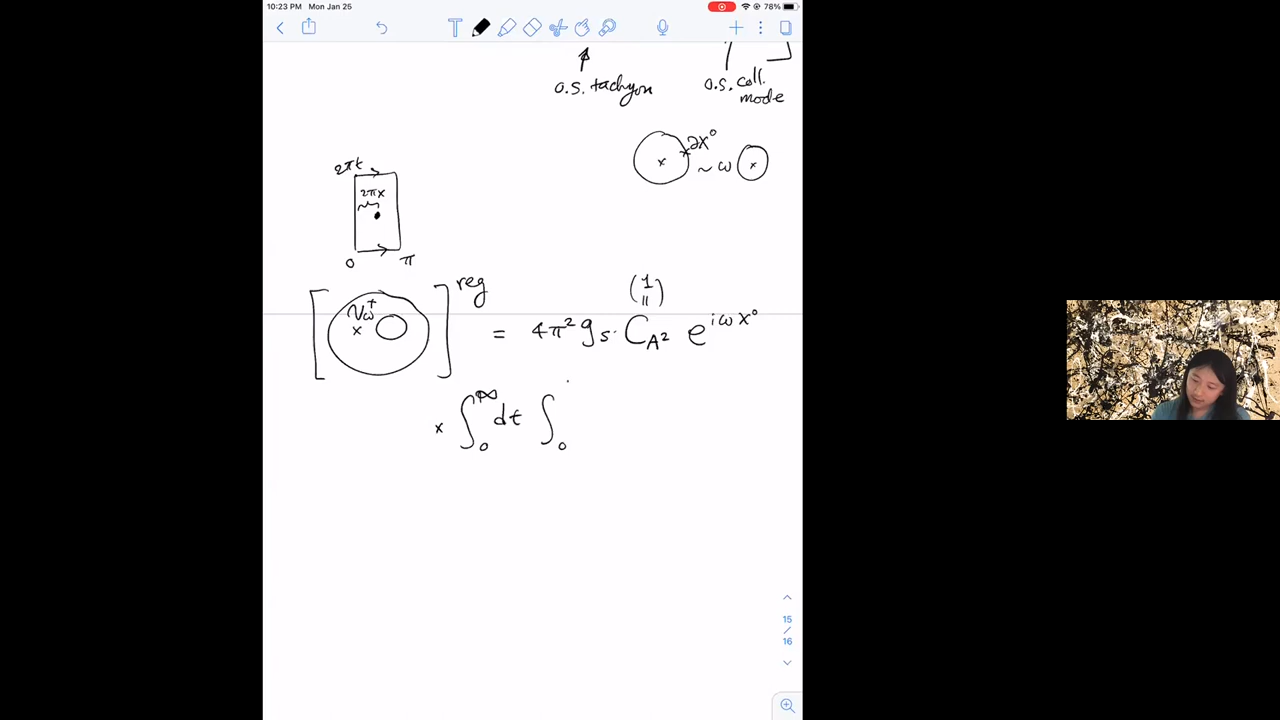 10:23 PM Mon Jan 25
78%
T
O.S. tachyon
O.S. coll.
mode
∂X⁰
~ ω
2πt
2πx
0
π
[ V_ω⁺ ]^reg = 4π² g_s · C_{A²} e^{iωX⁰}
(1
=)
× ∫_0^∞ dt ∫_0
15
/
16